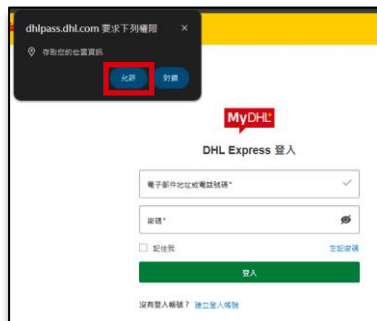 dhlpass.dhl.com 要求下列權限
存取您的位置資訊
允許
封鎖
MyDHL+
DHL Express 登入
電子郵件地址或電話號碼*
密碼*
記住我
忘記密碼
登入
沒有登入帳號? 建立登入帳號